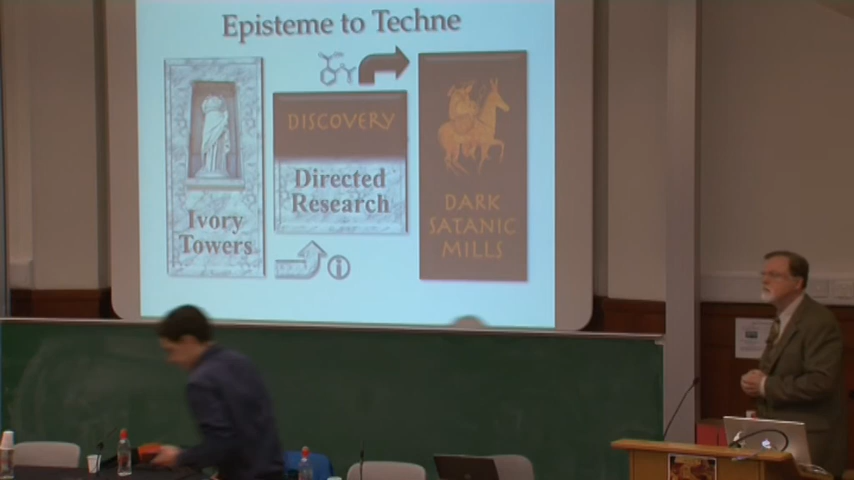 Episteme to Techne
DISCOVERY
Directed
Research
Ivory
Towers
DARK
SATANIC
MILLS
i